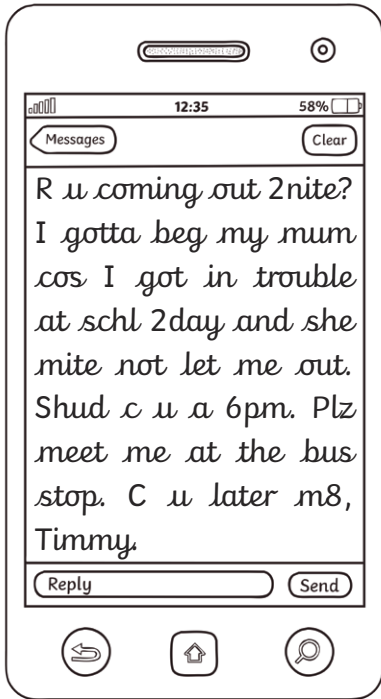 12:35
58%
Messages
Clear
R u coming out 2nite?
I gotta beg my mum
cos I got in trouble
at schl 2day and she
mite not let me out.
Shud c u a 6pm. Plz
meet me at the bus
stop. C u later m8,
Timmy.
Reply
Send